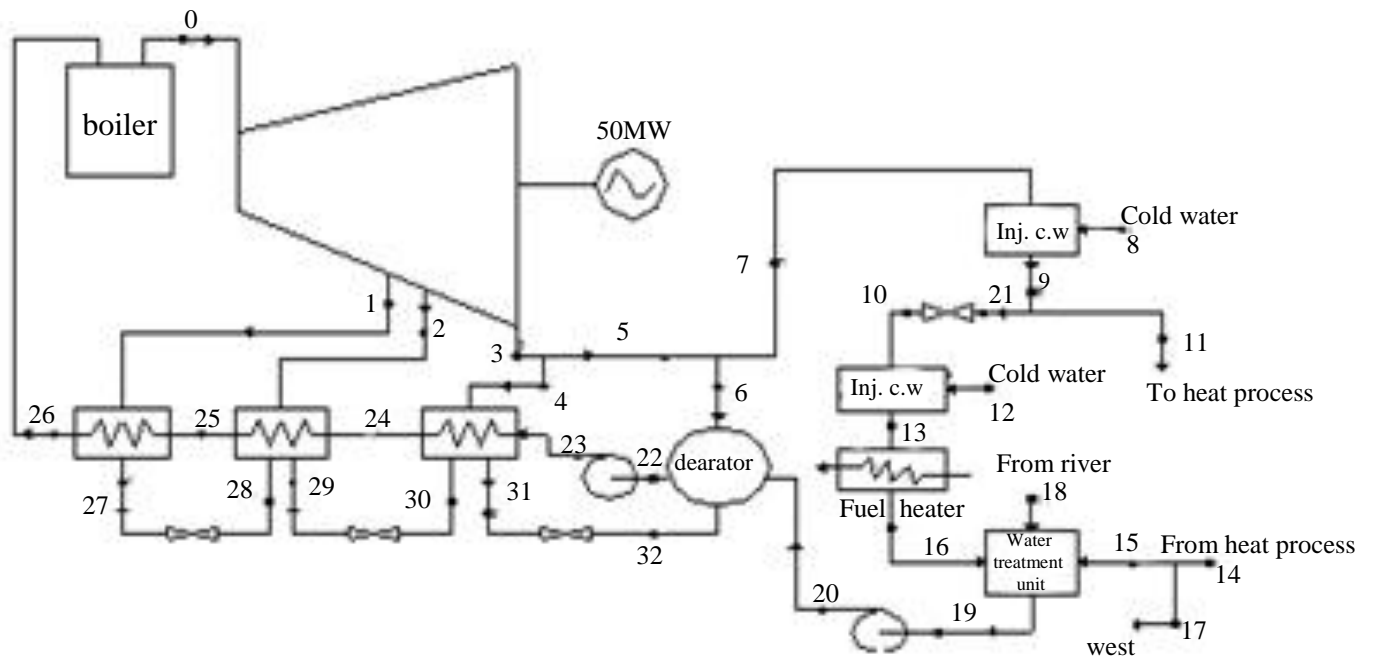 0
boiler
50MW
Cold water
8
Inj. c.w
7
9
1
2
10
21
3
5
11
Cold water
12
Inj. c.w
To heat process
4
6
26
25
24
23
22
dearator
13
From river
18
27
28
29
30
31
32
Fuel heater
Water
treatment
unit
16
15
From heat process
14
20
19
17
west